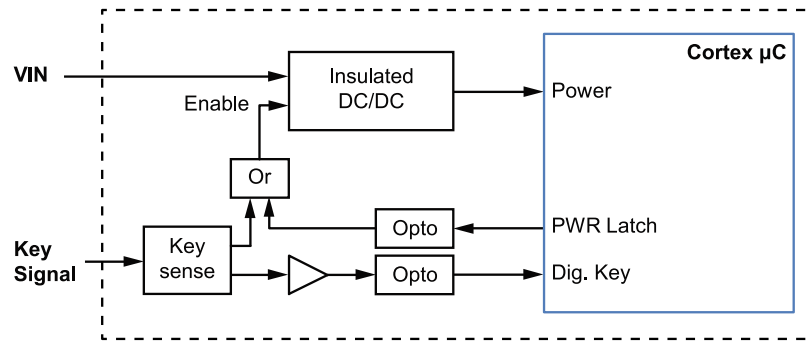 Cortex µC
VIN
Insulated
DC/DC
Power
Enable
Or
Opto
PWR Latch
Key
Signal
Key
sense
Opto
Dig. Key